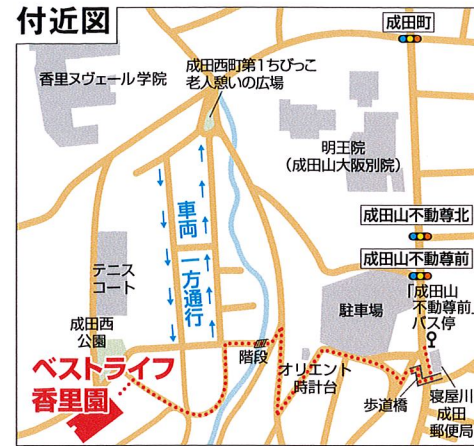 付近図
成田町
香里ヌヴェール学院
成田西町第1ちびっこ
老人憩いの広場
明王院
(成田山大阪別院)
成田山不動尊北
成田山不動尊前
車両
一方通行
テニス
コート
駐車場
「成田山
不動尊前」
バス停
成田西
公園
階段
オリエント
時計台
ベストライフ
香里園
歩道橋
寝屋川
成田
郵便局